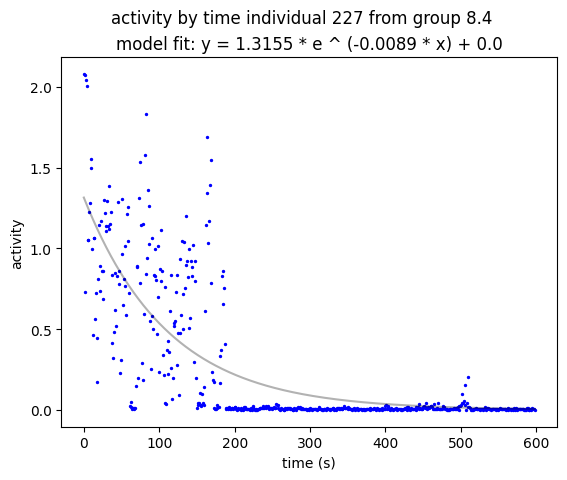 activity by time individual 227 from group 8.4
model fit: y = 1.3155 * e ^ (-0.0089 * x) + 0.0
2.0
1.5
1.0
0.5
0.0
activity
0 100 200 300 400 500 600
time (s)